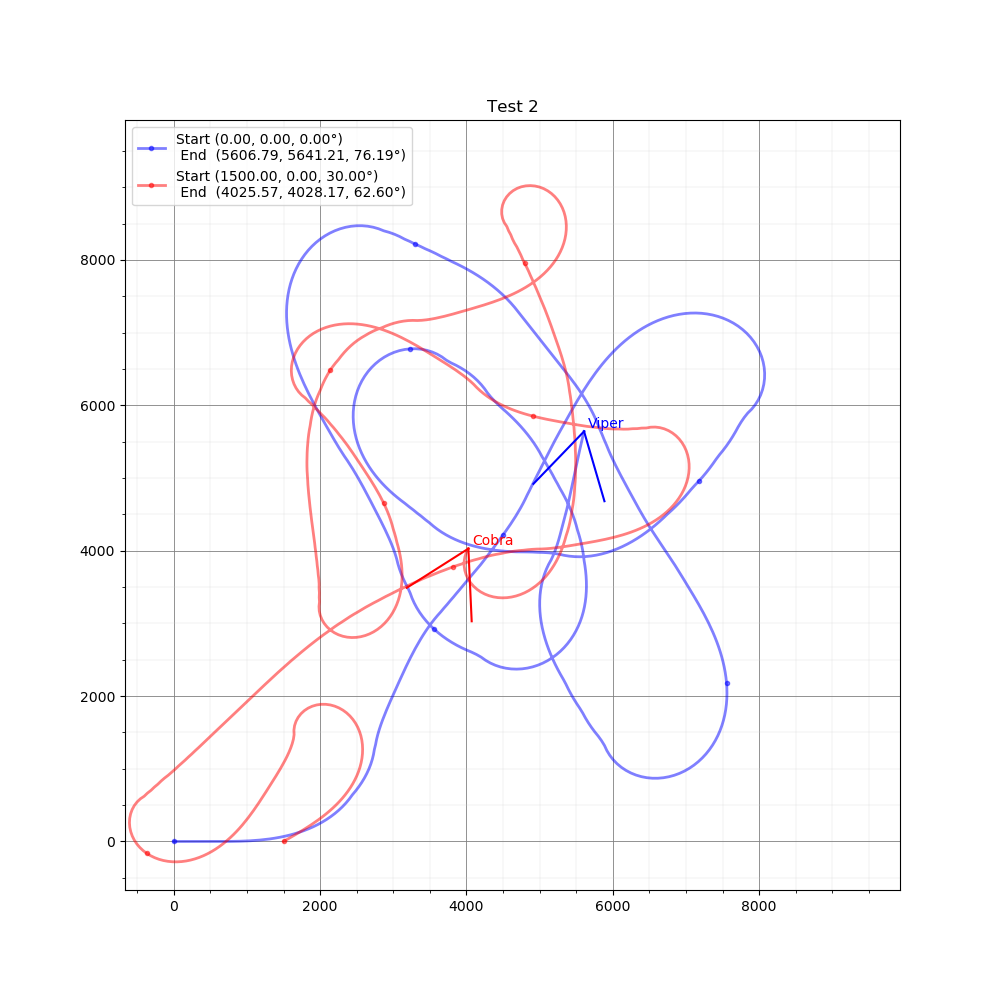 Test 2
Start (0.00, 0.00, 0.00°)
End  (5606.79, 5641.21, 76.19°)
Start (1500.00, 0.00, 30.00°)
End  (4025.57, 4028.17, 62.60°)
8000
6000
4000
2000
0
Viper
Cobra
0 2000 4000 6000 8000